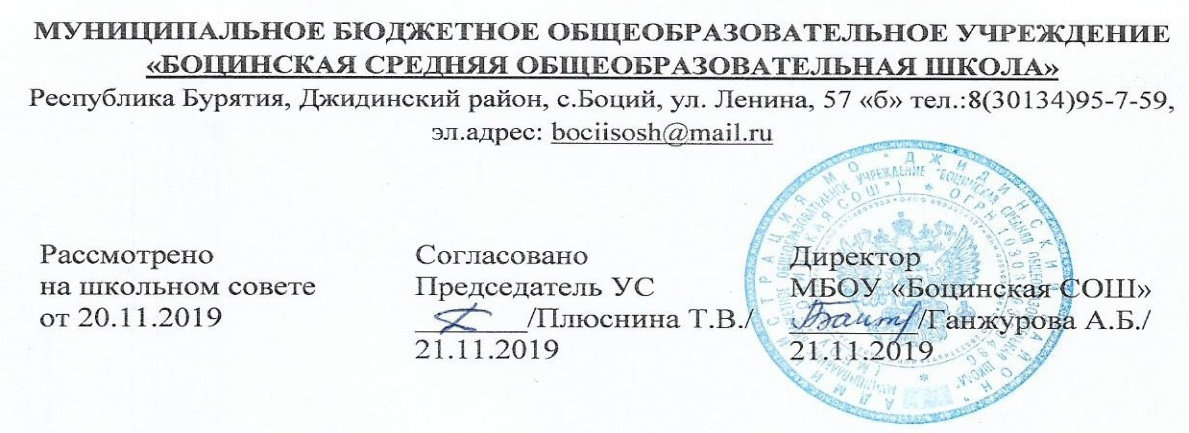 МУНИЦИПАЛЬНОЕ БЮДЖЕТНОЕ ОБЩЕОБРАЗОВАТЕЛЬНОЕ УЧРЕЖДЕНИЕ
«БОЦИНСКАЯ СРЕДНЯЯ ОБЩЕОБРАЗОВАТЕЛЬНАЯ ШКОЛА»
Республика Бурятия, Джидинский район, с.Боций, ул. Ленина, 57 «б» тел.:8(30134)95-7-59,
эл.адрес: bociisosh@mail.ru
Рассмотрено
на школьном совете
от 20.11.2019
Согласовано
Председатель УС
/Плюснина Т.В./
21.11.2019
Директор
МБОУ «Боцинская СОШ»
/Ганжурова А.Б./
21.11.2019